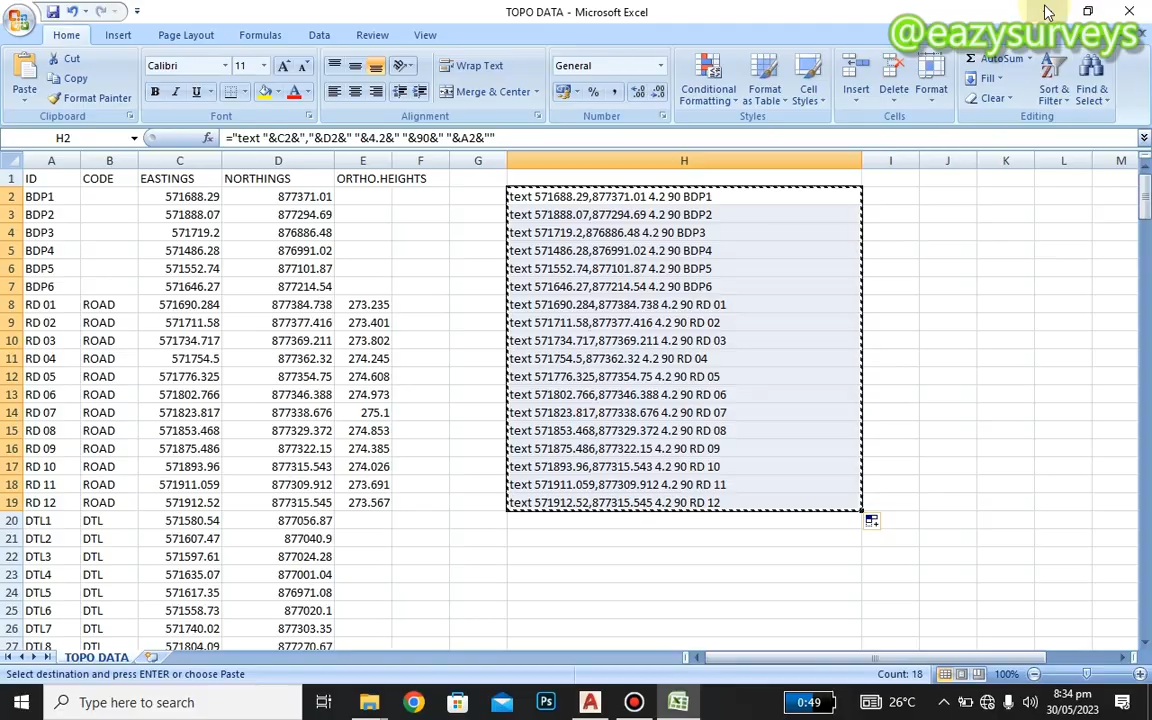 TOPO DATA - Microsoft Excel
@eazysurveys
Home Insert Page Layout Formulas Data Review View
Paste
Cut
Copy
Format Painter
Clipboard
Calibri 11
B I U
Font
Wrap Text
Merge & Center
Alignment
General
Number
Conditional Formatting
Format as Table
Cell Styles
Styles
Insert
Delete
Format
Cells
Σ AutoSum
Fill
Clear
Sort & Filter
Find & Select
Editing
H2 fx ="text "&C2&","&D2&" "&4.2&" "&90&" "&A2&""
A B C D E F G H I J K L M
1 ID CODE EASTINGS NORTHINGS ORTHO.HEIGHTS
2 BDP1 571688.29 877371.01 text 571688.29,877371.01 4.2 90 BDP1
3 BDP2 571888.07 877294.69 text 571888.07,877294.69 4.2 90 BDP2
4 BDP3 571719.2 876886.48 text 571719.2,876886.48 4.2 90 BDP3
5 BDP4 571486.28 876991.02 text 571486.28,876991.02 4.2 90 BDP4
6 BDP5 571552.74 877101.87 text 571552.74,877101.87 4.2 90 BDP5
7 BDP6 571646.27 877214.54 text 571646.27,877214.54 4.2 90 BDP6
8 RD 01 ROAD 571690.284 877384.738 273.235 text 571690.284,877384.738 4.2 90 RD 01
9 RD 02 ROAD 571711.58 877377.416 273.401 text 571711.58,877377.416 4.2 90 RD 02
10 RD 03 ROAD 571734.717 877369.211 273.802 text 571734.717,877369.211 4.2 90 RD 03
11 RD 04 ROAD 571754.5 877362.32 274.245 text 571754.5,877362.32 4.2 90 RD 04
12 RD 05 ROAD 571776.325 877354.75 274.608 text 571776.325,877354.75 4.2 90 RD 05
13 RD 06 ROAD 571802.766 877346.388 274.973 text 571802.766,877346.388 4.2 90 RD 06
14 RD 07 ROAD 571823.817 877338.676 275.1 text 571823.817,877338.676 4.2 90 RD 07
15 RD 08 ROAD 571853.468 877329.372 274.853 text 571853.468,877329.372 4.2 90 RD 08
16 RD 09 ROAD 571875.486 877322.15 274.385 text 571875.486,877322.15 4.2 90 RD 09
17 RD 10 ROAD 571893.96 877315.543 274.026 text 571893.96,877315.543 4.2 90 RD 10
18 RD 11 ROAD 571911.059 877309.912 273.691 text 571911.059,877309.912 4.2 90 RD 11
19 RD 12 ROAD 571912.52 877315.545 273.567 text 571912.52,877315.545 4.2 90 RD 12
20 DTL1 DTL 571580.54 877056.87
21 DTL2 DTL 571607.47 877040.9
22 DTL3 DTL 571597.61 877024.28
23 DTL4 DTL 571635.07 877001.04
24 DTL5 DTL 571617.35 876971.08
25 DTL6 DTL 571558.73 877020.1
26 DTL7 DTL 571740.02 877303.35
27 DTL8 DTL 571804.09 877270.67
TOPO DATA
Select destination and press ENTER or choose Paste Count: 18 100%
Type here to search
Ps
0:49
26°C
8:34 pm
30/05/2023